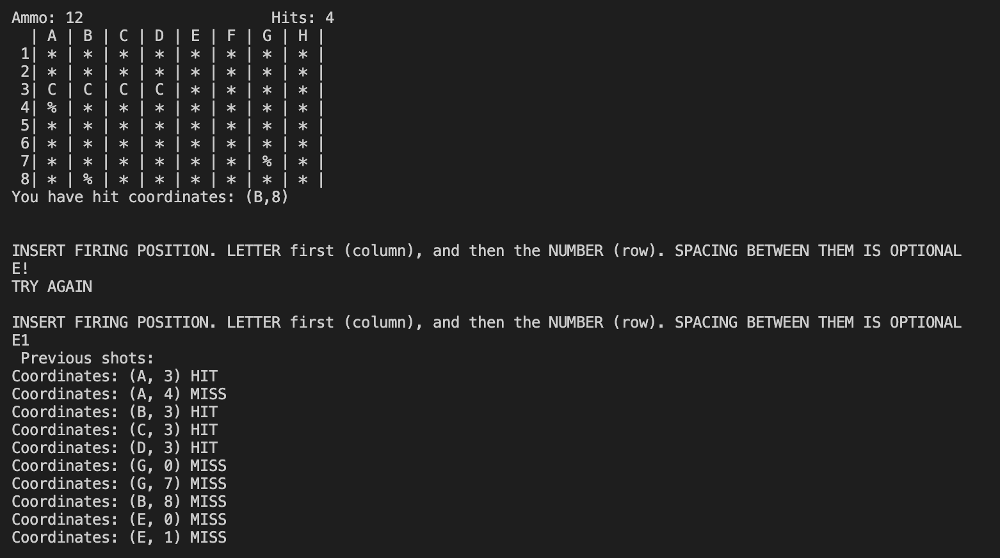 Ammo: 12                     Hits: 4
  | A | B | C | D | E | F | G | H |
 1| * | * | * | * | * | * | * | * |
 2| * | * | * | * | * | * | * | * |
 3| C | C | C | C | * | * | * | * |
 4| % | * | * | * | * | * | * | * |
 5| * | * | * | * | * | * | * | * |
 6| * | * | * | * | * | * | * | * |
 7| * | * | * | * | * | * | % | * |
 8| * | % | * | * | * | * | * | * |
You have hit coordinates: (B,8)
INSERT FIRING POSITION. LETTER first (column), and then the NUMBER (row). SPACING BETWEEN THEM IS OPTIONAL
E!
TRY AGAIN
INSERT FIRING POSITION. LETTER first (column), and then the NUMBER (row). SPACING BETWEEN THEM IS OPTIONAL
E1
 Previous shots:
Coordinates: (A, 3) HIT
Coordinates: (A, 4) MISS
Coordinates: (B, 3) HIT
Coordinates: (C, 3) HIT
Coordinates: (D, 3) HIT
Coordinates: (G, 0) MISS
Coordinates: (G, 7) MISS
Coordinates: (B, 8) MISS
Coordinates: (E, 0) MISS
Coordinates: (E, 1) MISS